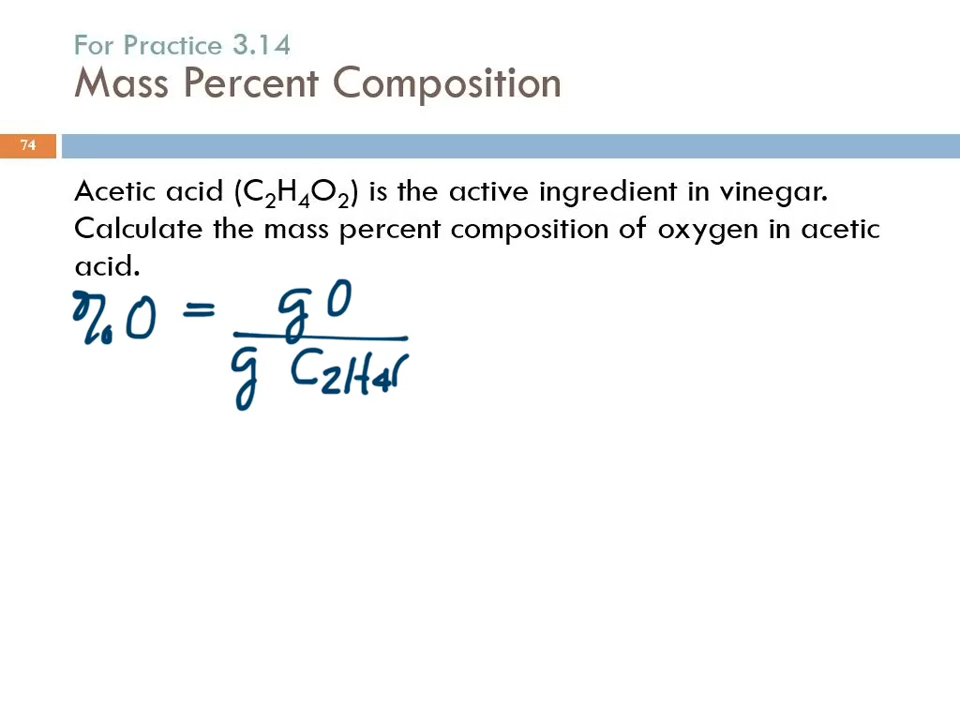 For Practice 3.14
Mass Percent Composition
74
Acetic acid (C₂H₄O₂) is the active ingredient in vinegar.
Calculate the mass percent composition of oxygen in acetic
acid.
% O = g O
g C₂H₄